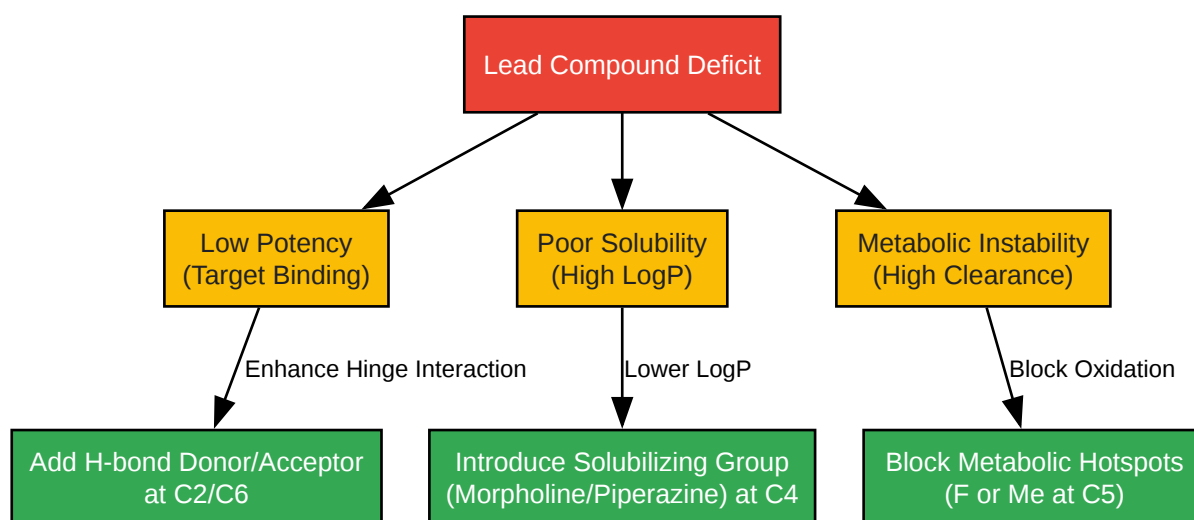 Lead Compound Deficit
Low Potency
(Target Binding)
Poor Solubility
(High LogP)
Metabolic Instability
(High Clearance)
Enhance Hinge Interaction
Lower LogP
Block Oxidation
Add H-bond Donor/Acceptor
at C2/C6
Introduce Solubilizing Group
(Morpholine/Piperazine) at C4
Block Metabolic Hotspots
(F or Me at C5)